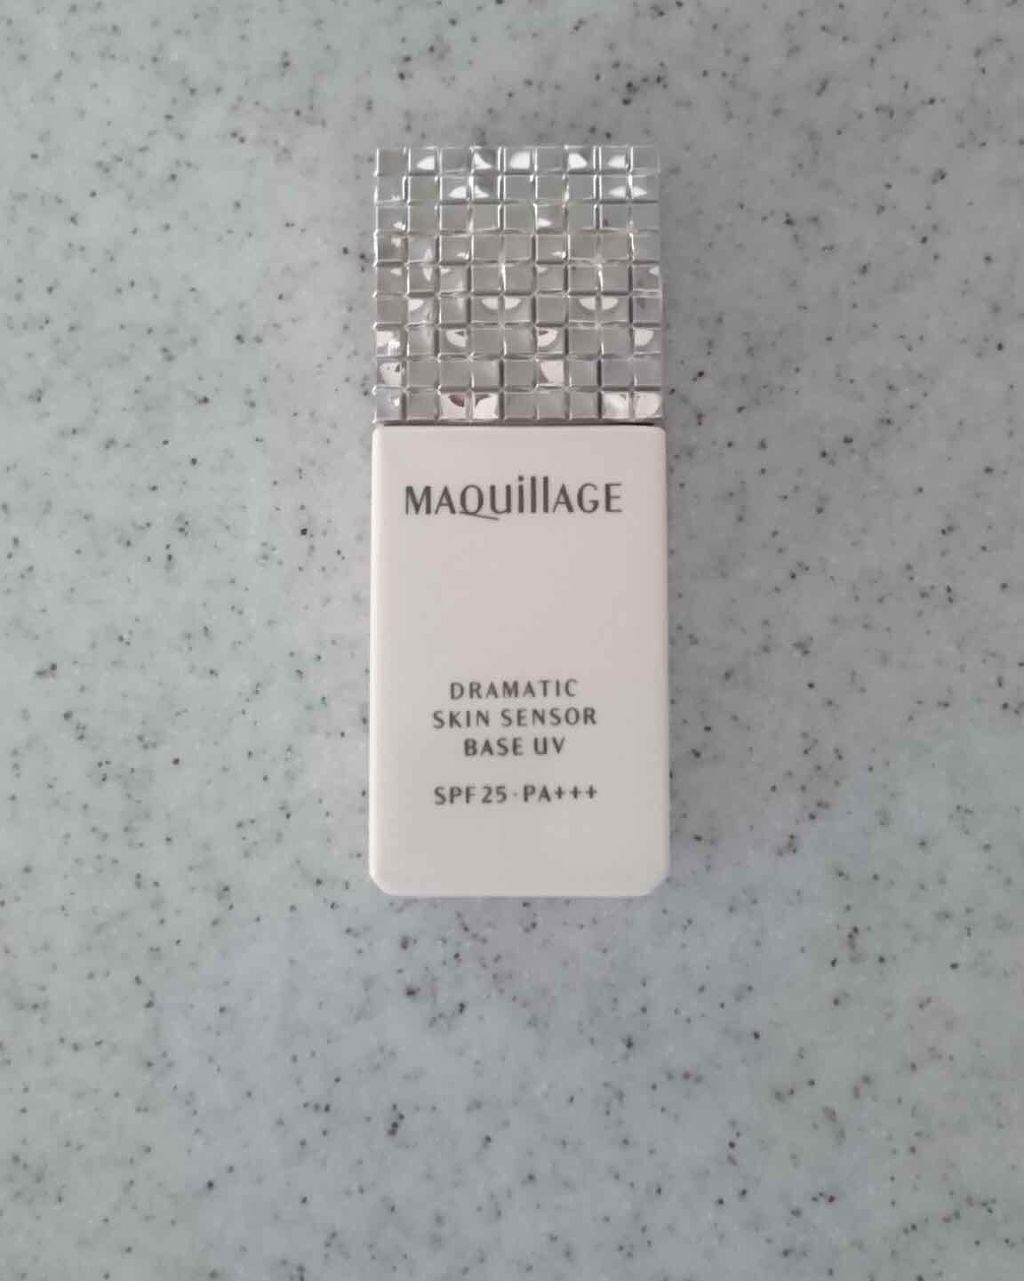 MAQuillAGE
DRAMATIC
SKIN SENSOR
BASE UV
SPF25·PA+++